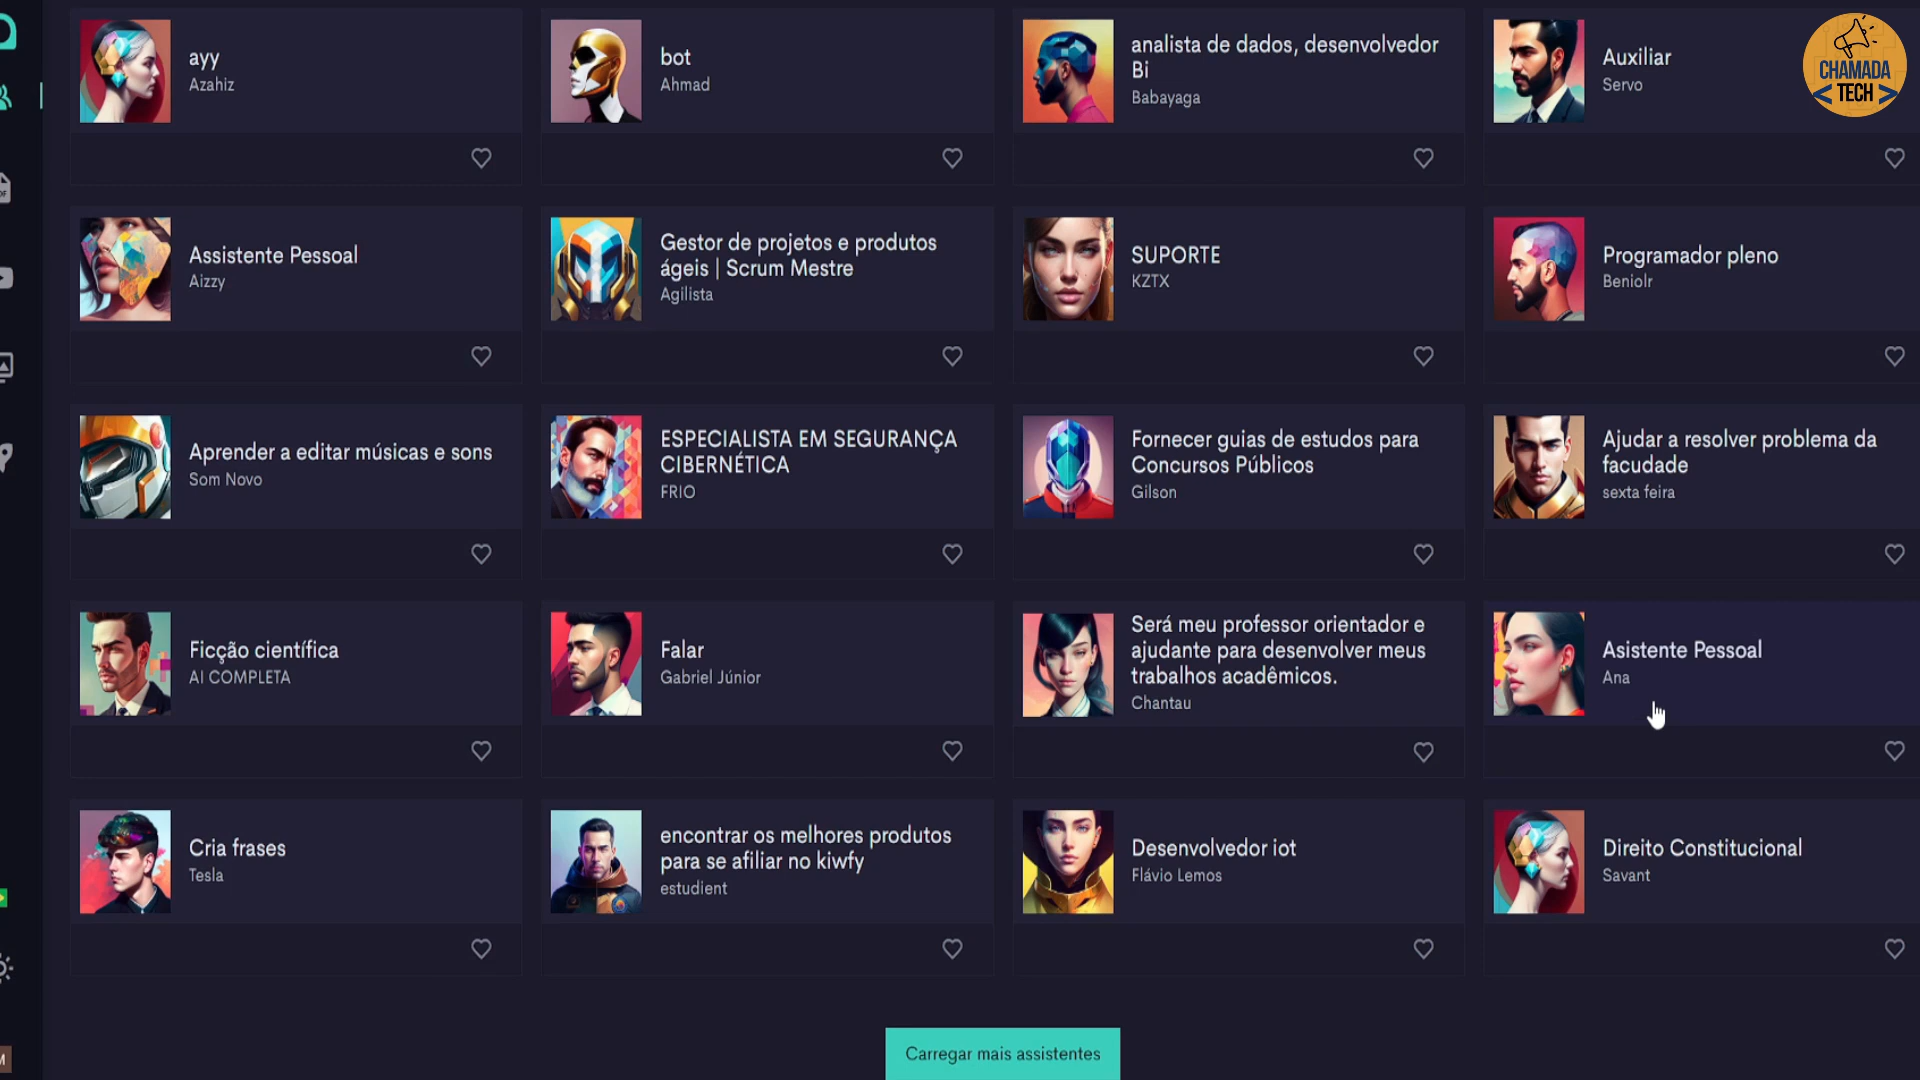 ayy
Azahiz
bot
Ahmad
analista de dados, desenvolvedor
Bi
Babayaga
Auxiliar
Servo
CHAMADA
< TECH >
Assistente Pessoal
Aizzy
Gestor de projetos e produtos
ágeis | Scrum Mestre
Agilista
SUPORTE
KZTX
Programador pleno
Beniolr
Aprender a editar músicas e sons
Som Novo
ESPECIALISTA EM SEGURANÇA
CIBERNÉTICA
FRIO
Fornecer guias de estudos para
Concursos Públicos
Gilson
Ajudar a resolver problema da
facudade
sexta feira
Ficção científica
AI COMPLETA
Falar
Gabriel Júnior
Será meu professor orientador e
ajudante para desenvolver meus
trabalhos acadêmicos.
Chantau
Asistente Pessoal
Ana
Cria frases
Tesla
encontrar os melhores produtos
para se afiliar no kiwfy
estudient
Desenvolvedor iot
Flávio Lemos
Direito Constitucional
Savant
M
Carregar mais assistentes